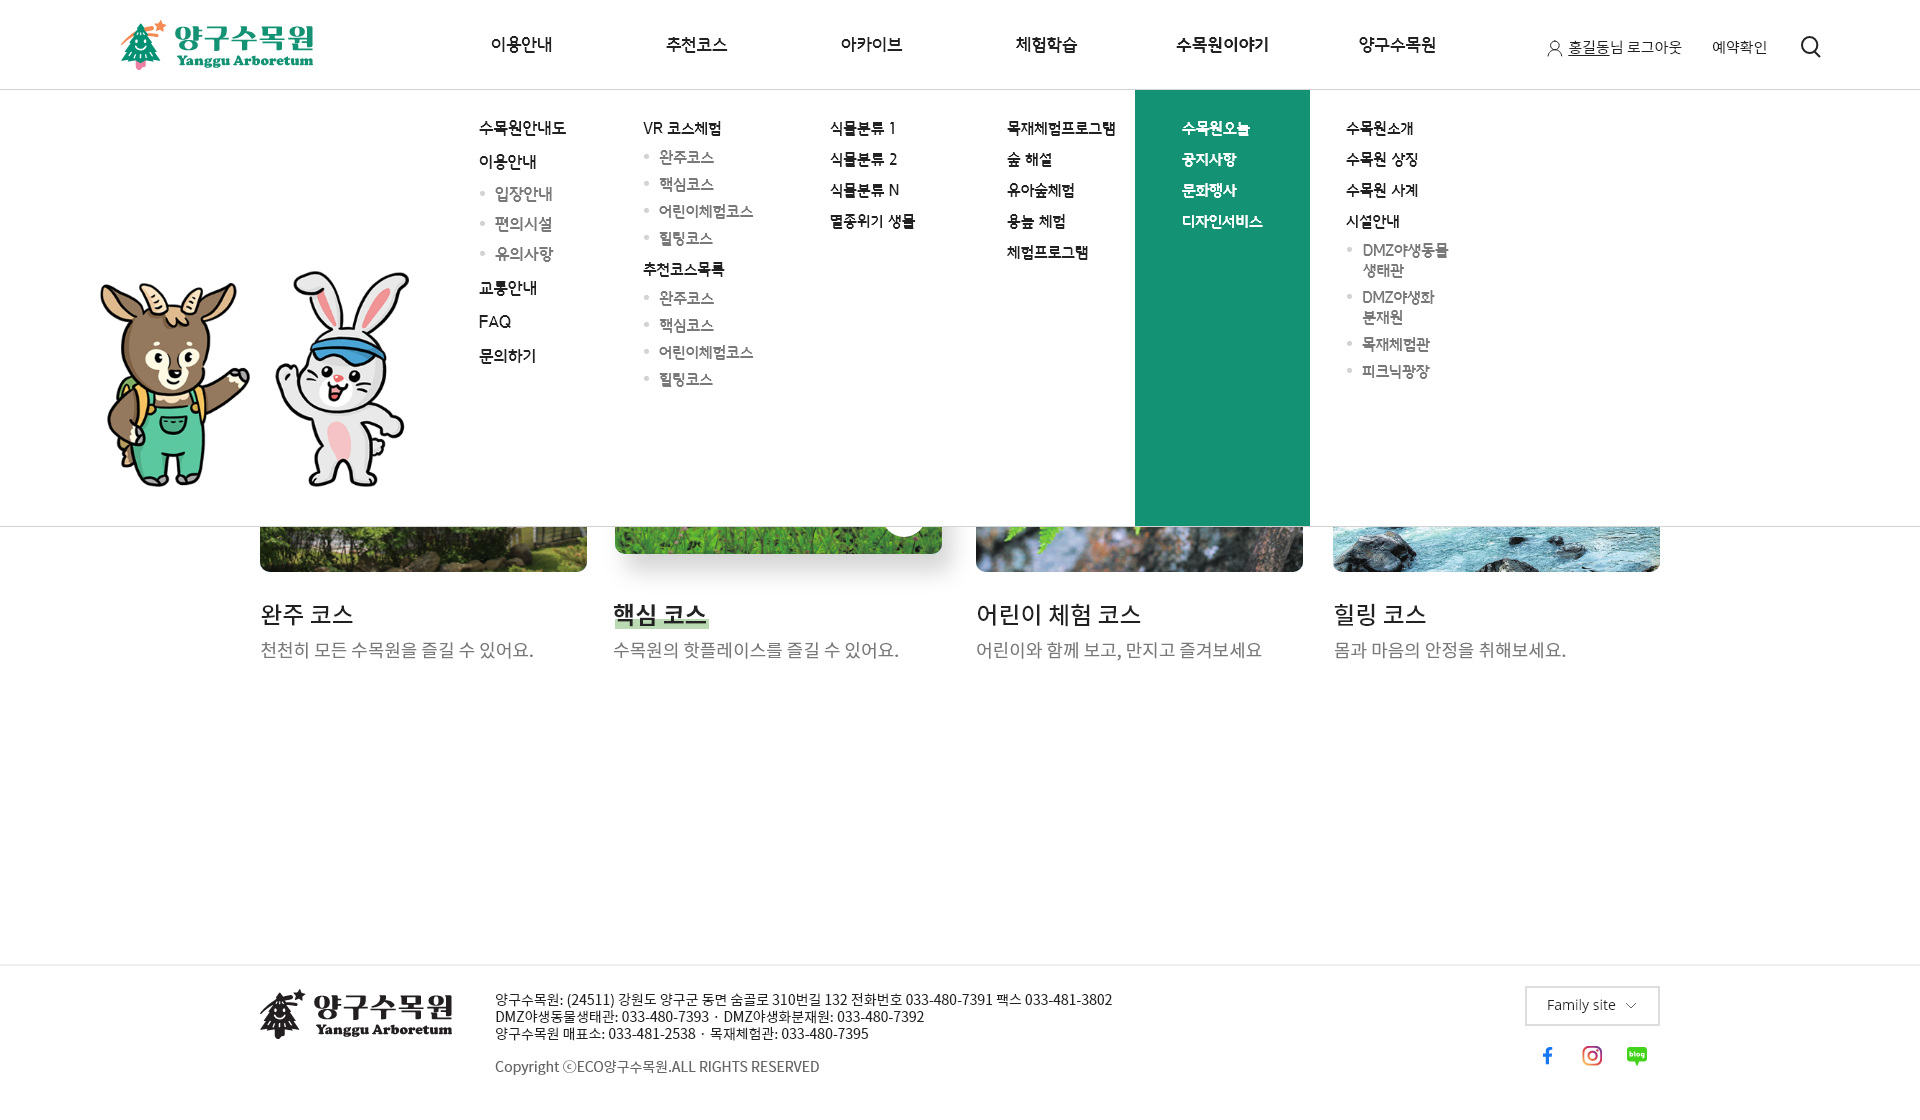 양구수목원
Yanggu Arboretum
이용안내
추천코스
아카이브
체험학습
수목원이야기
양구수목원
홍길동님 로그아웃
예약확인
수목원안내도
이용안내
입장안내
편의시설
유의사항
교통안내
FAQ
문의하기
VR 코스체험
완주코스
핵심코스
어린이체험코스
힐링코스
추천코스목록
완주코스
핵심코스
어린이체험코스
힐링코스
식물분류 1
식물분류 2
식물분류 N
멸종위기 생물
목재체험프로그램
숲 해설
유아숲체험
용늪 체험
체험프로그램
수목원오늘
공지사항
문화행사
디자인서비스
수목원소개
수목원 상징
수목원 사계
시설안내
DMZ야생동물
생태관
DMZ야생화
분재원
목재체험관
피크닉광장
완주 코스
천천히 모든 수목원을 즐길 수 있어요.
핵심 코스
수목원의 핫플레이스를 즐길 수 있어요.
어린이 체험 코스
어린이와 함께 보고, 만지고 즐겨보세요
힐링 코스
몸과 마음의 안정을 취해보세요.
양구수목원
Yanggu Arboretum
양구수목원: (24511) 강원도 양구군 동면 숨골로 310번길 132 전화번호 033-480-7391 팩스 033-481-3802
DMZ야생동물생태관: 033-480-7393 · DMZ야생화분재원: 033-480-7392
양구수목원 매표소: 033-481-2538 · 목재체험관: 033-480-7395
Copyright ⓒECO양구수목원.ALL RIGHTS RESERVED
Family site
blog